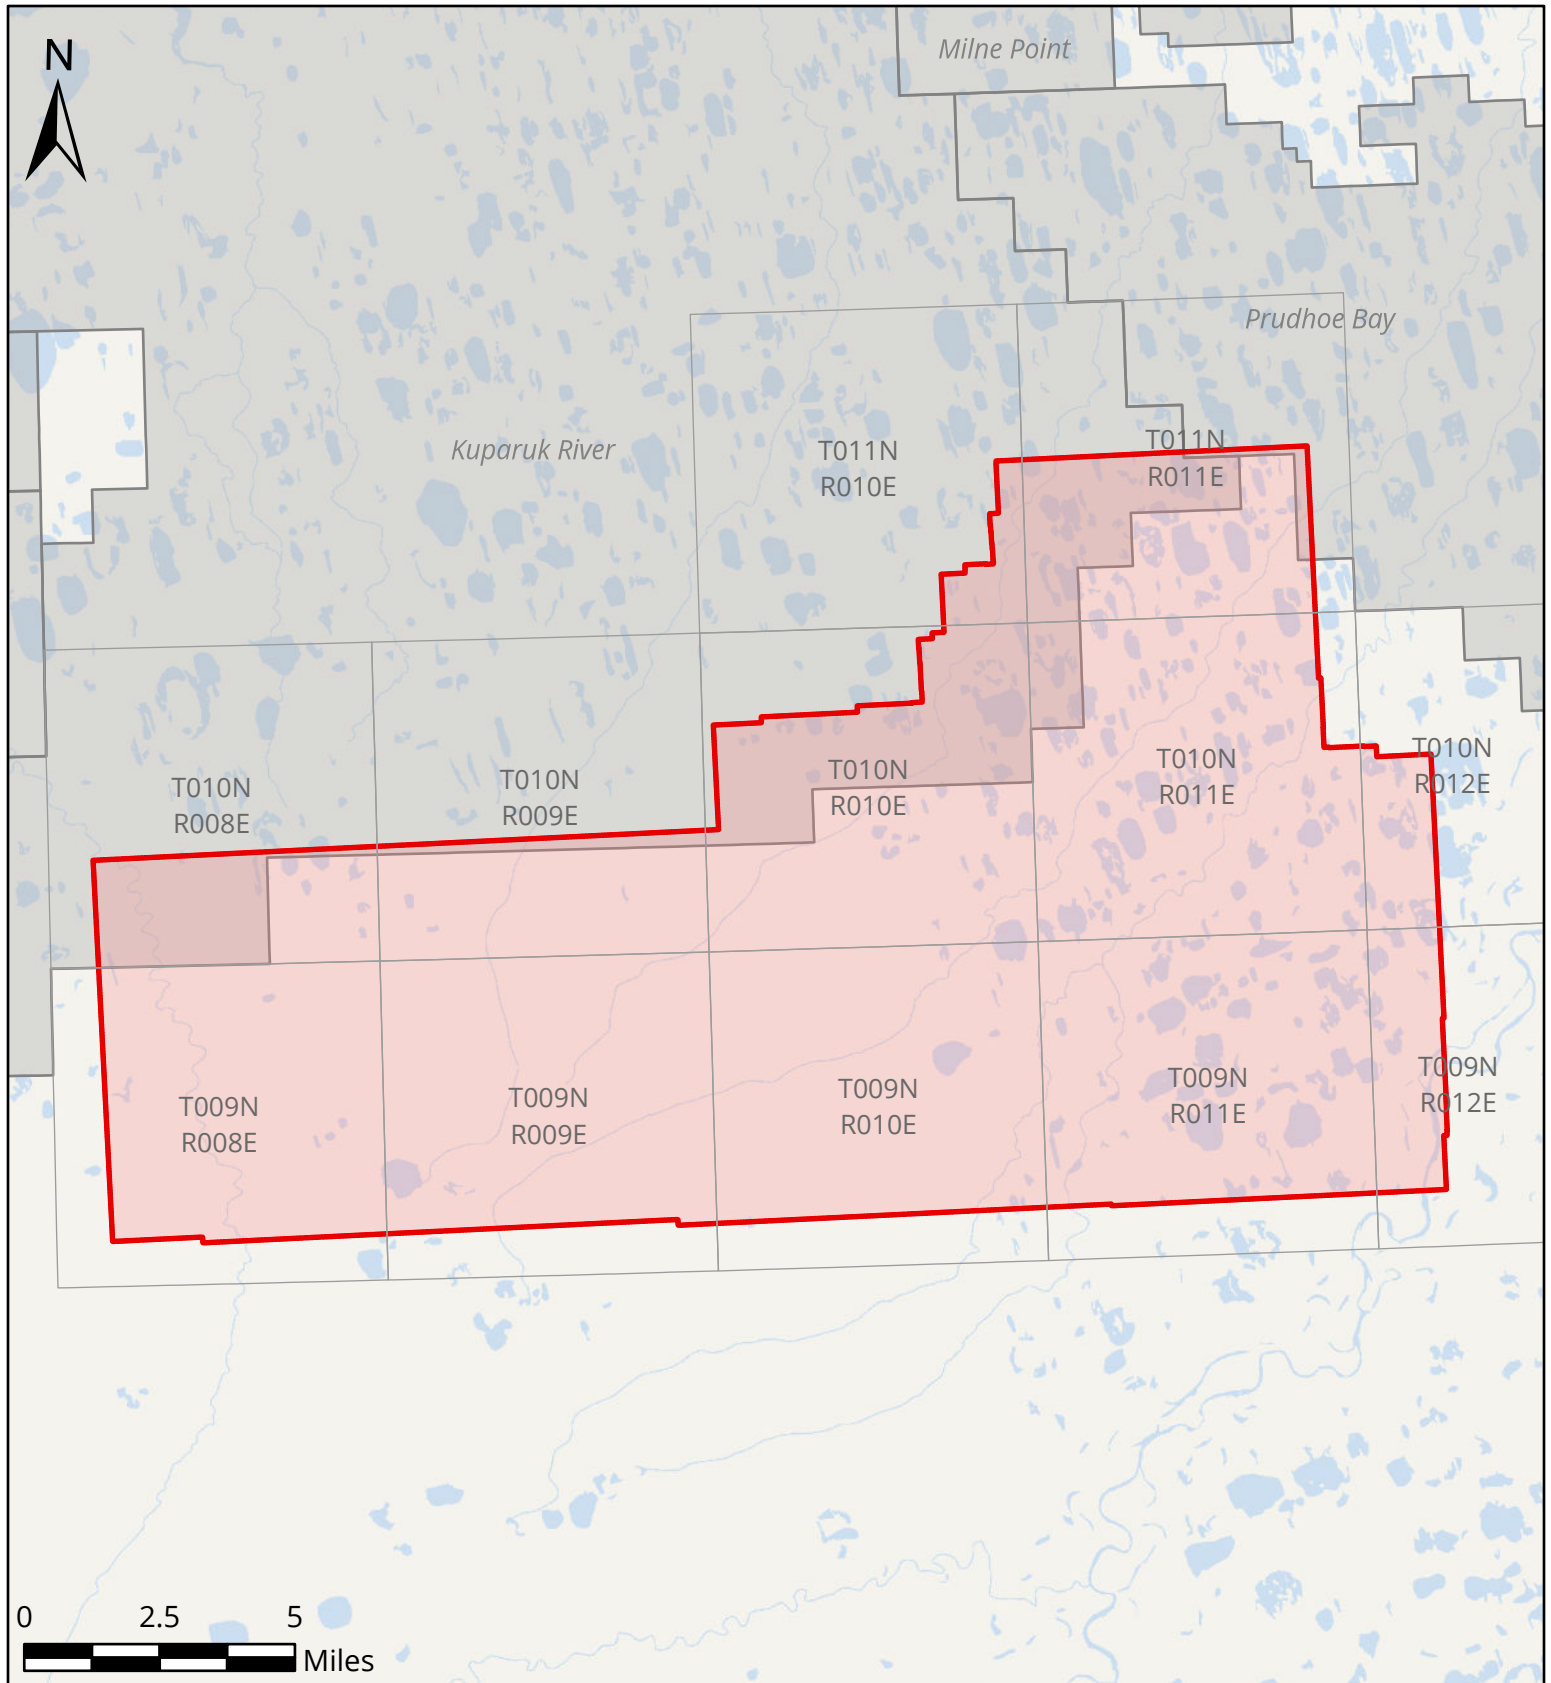 N
Milne Point
Prudhoe Bay
Kuparuk River
T011N
R010E
T011N
R011E
T010N
R008E
T010N
R009E
T010N
R010E
T010N
R011E
T010N
R012E
T009N
R008E
T009N
R009E
T009N
R010E
T009N
R011E
T009N
R012E
0 2.5 5
Miles